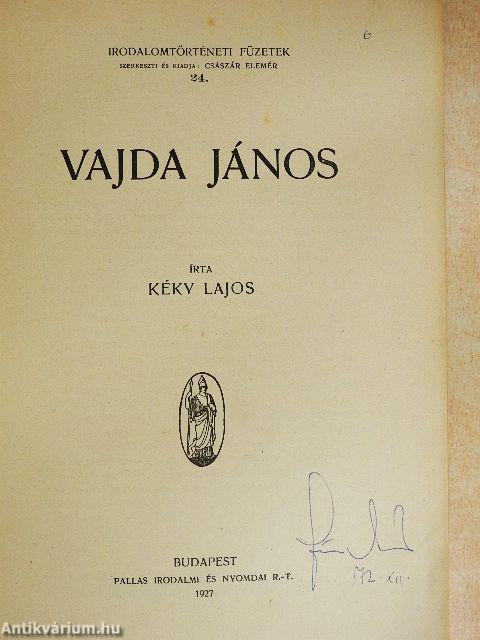 IRODALOMTÖRTÉNETI FÜZETEK
SZERKESZTI ÉS KIADJA: CSÁSZÁR ELEMÉR
24.
VAJDA JÁNOS
ÍRTA
KÉKY LAJOS
BUDAPEST
PALLAS IRODALMI ÉS NYOMDAI R.-T.
1927
Antikvárium.hu